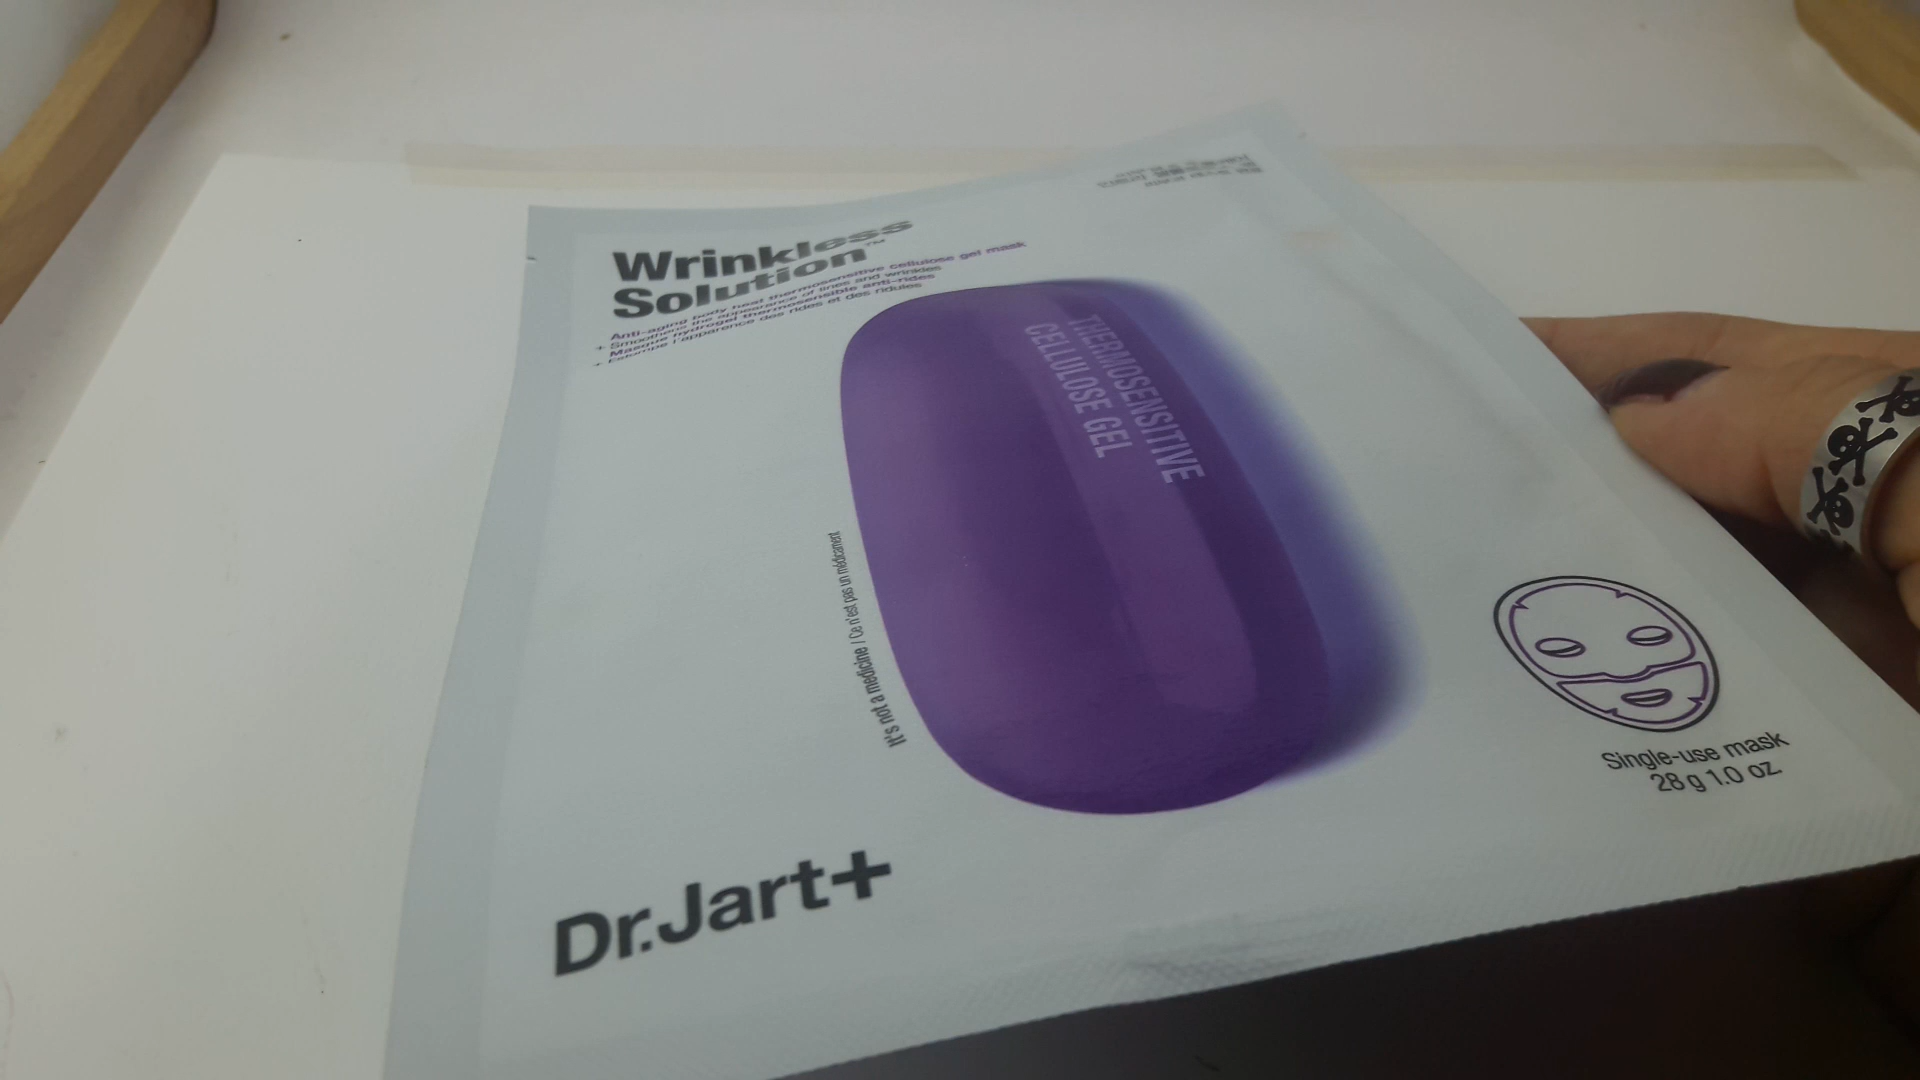 Wrinkless
Solution™
Anti-aging body heat thermosensitive cellulose gel mask
+ Smoothens the appearance of lines and wrinkles
Masque hydrogel thermosensible anti-rides
+ Estompe l'apparence des rides et des ridules
THERMOSENSITIVE
CELLULOSE GEL
It's not a medicine / Ce n'est pas un médicament
Single-use mask
28 g 1.0 oz.
Dr.Jart+